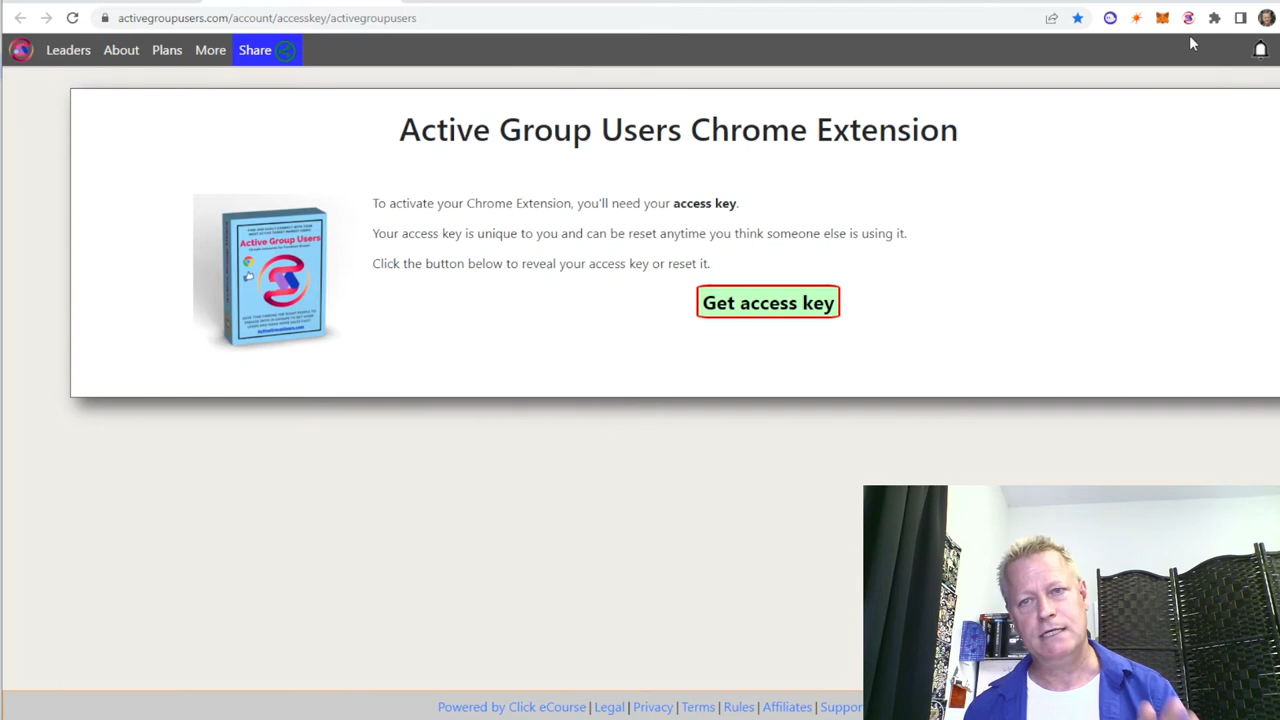 activegroupusers.com/account/accesskey/activegroupusers
Leaders About Plans More Share
Active Group Users Chrome Extension
To activate your Chrome Extension, you'll need your access key.
Your access key is unique to you and can be reset anytime you think someone else is using it.
Click the button below to reveal your access key or reset it.
Get access key
Active Group Users
ActiveGroupUsers.com
Powered by Click eCourse | Legal | Privacy | Terms | Rules | Affiliates | Suppor